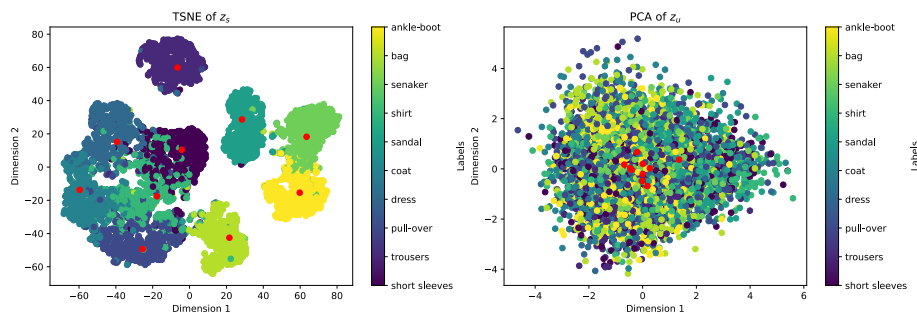 TSNE of z_s
80
60
40
20
0
−20
−40
−60
−60
−40
−20
0
20
40
60
80
Dimension 2
Dimension 1
ankle-boot
bag
senaker
shirt
sandal
coat
dress
pull-over
trousers
short sleeves
Labels
PCA of z_u
4
2
0
−2
−4
−4
−2
0
2
4
6
Dimension 2
Dimension 1
ankle-boot
bag
senaker
shirt
sandal
coat
dress
pull-over
trousers
short sleeves
Labels